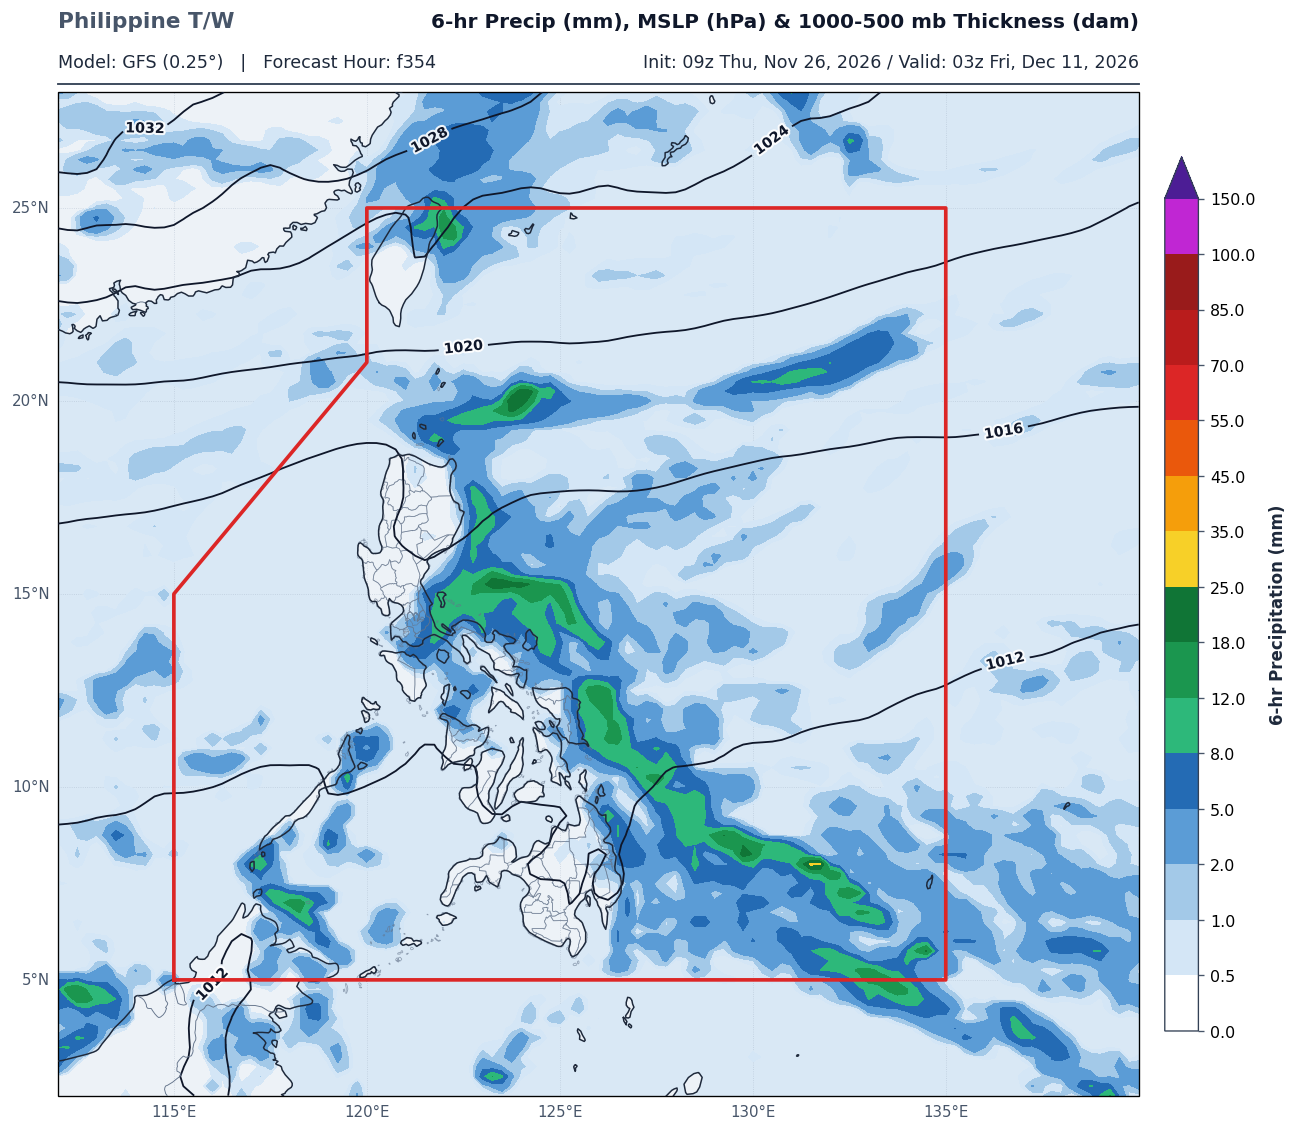 Philippine T/W
6-hr Precip (mm), MSLP (hPa) & 1000-500 mb Thickness (dam)
Model: GFS (0.25°)   |   Forecast Hour: f354
Init: 09z Thu, Nov 26, 2026 / Valid: 03z Fri, Dec 11, 2026
1032
1028
1024
1020
1016
1012
1012
25°N
20°N
15°N
10°N
5°N
115°E
120°E
125°E
130°E
135°E
150.0
100.0
85.0
70.0
55.0
45.0
35.0
25.0
18.0
12.0
8.0
5.0
2.0
1.0
0.5
0.0
6-hr Precipitation (mm)